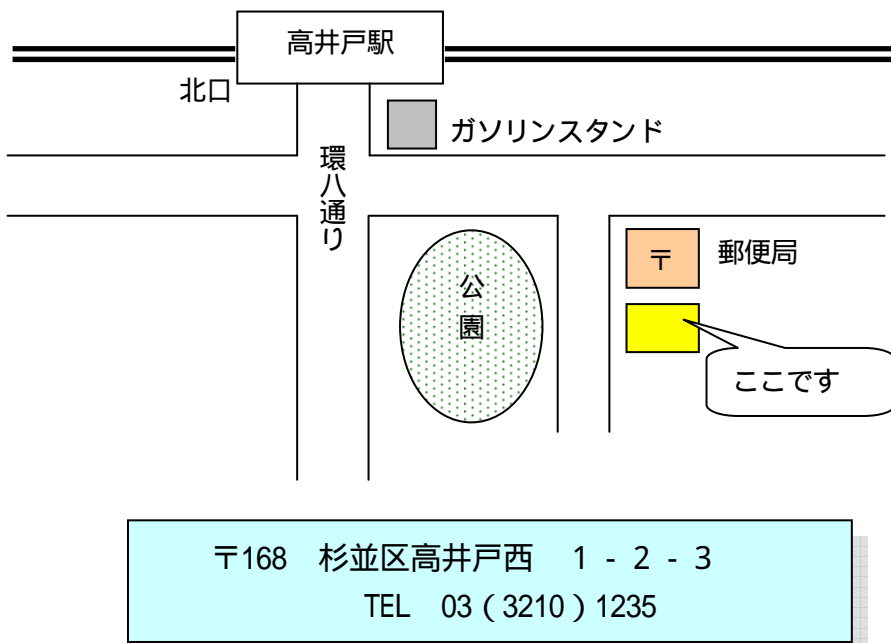 高井戸駅
北口
ガソリンスタンド
環八通り
〒
郵便局
公園
ここです
〒168　杉並区高井戸西　1 - 2 - 3
TEL　03（3210）1235